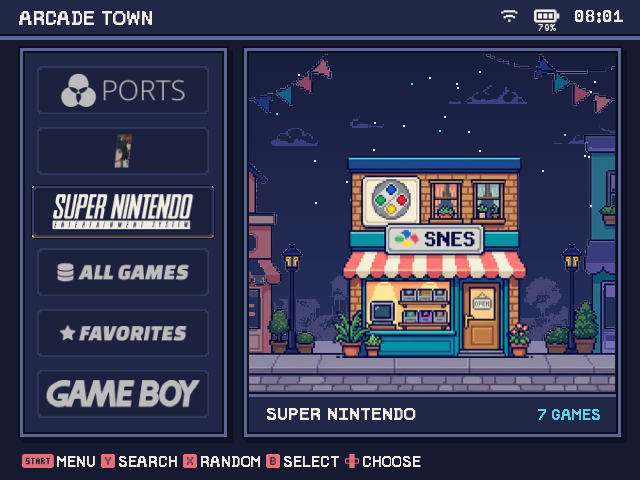 ARCADE TOWN
79%
08:01
PORTS
SUPER NINTENDO
ENTERTAINMENT SYSTEM
ALL GAMES
FAVORITES
GAME BOY
SNES
OPEN
SUPER NINTENDO
7 GAMES
START MENU Y SEARCH X RANDOM B SELECT CHOOSE